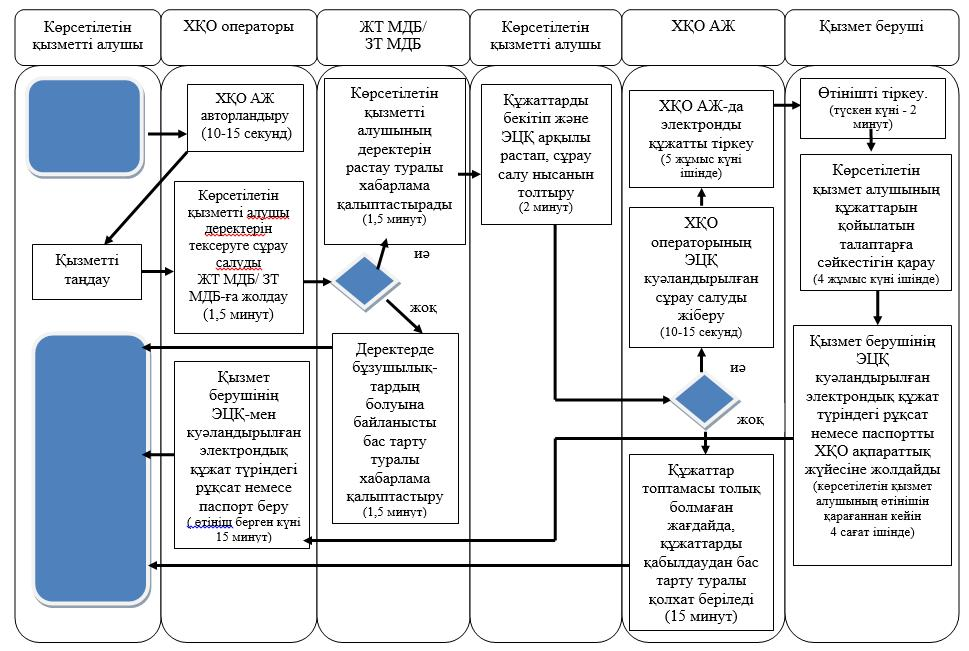 Көрсетілетін
қызметті алушы
ХҚО операторы
ЖТ МДБ/
ЗТ МДБ
Көрсетілетін
қызметті алушы
ХҚО АЖ
Қызмет беруші
ХҚО АЖ
авторландыру
(10-15 секунд)
Қызметті
таңдау
Көрсетілетін
қызметті алушы
деректерін
тексеруге сұрау
салуды
ЖТ МДБ/ ЗТ
МДБ-ға жолдау
(1,5 минут)
Көрсетілетін
қызметті
алушының
деректерін
растау туралы
хабарлама
қалыптастырады
(1,5 минут)
иә
жоқ
Деректерде
бұзушылық-
тардың
болуына
байланысты
бас тарту
туралы
хабарлама
қалыптастыру
(1,5 минут)
Құжаттарды
бекітіп және
ЭЦҚ арқылы
растап, сұрау
салу нысанын
толтыру
(2 минут)
ХҚО АЖ-да
электронды
құжатты тіркеу
(5 жұмыс күні
ішінде)
ХҚО
операторының
ЭЦҚ
куәландырылған
сұрау салуды
жіберу
(10-15 секунд)
иә
жоқ
Құжаттар
топтамасы толық
болмаған
жағдайда,
құжаттарды
қабылдаудан бас
тарту туралы
қолхат беріледі
(15 минут)
Өтінішті тіркеу.
(түскен күні - 2
минут)
Көрсетілетін
қызмет алушының
құжаттарын
қойылатын
талаптарға
сәйкестігін қарау
(4 жұмыс күні ішінде)
Қызмет берушінің
ЭЦҚ
куәландырылған
электрондық құжат
түріндегі рұқсат
немесе паспортты
ХҚО ақпараттық
жүйесіне жолдайды
(көрсетілетін қызмет
алушының өтінішін
қарағаннан кейін
4 сағат ішінде)
Қызмет
берушінің
ЭЦҚ-мен
куәландырылған
электрондық
құжат түріндегі
рұқсат немесе
паспорт беру
( өтініш берген күні
15 минут)